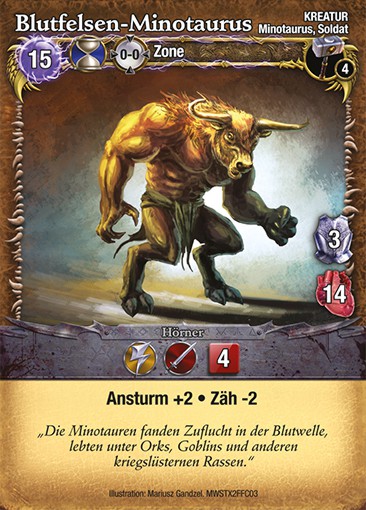 Blutfelsen-Minotaurus
KREATUR
Minotaurus, Soldat
15
0-0
Zone
4
3
14
Hörner
4
Ansturm +2 • Zäh -2
„Die Minotauren fanden Zuflucht in der Blutwelle,
lebten unter Orks, Goblins und anderen
kriegslüsternen Rassen.“
Illustration: Mariusz Gandzel. MWSTX2FFC03